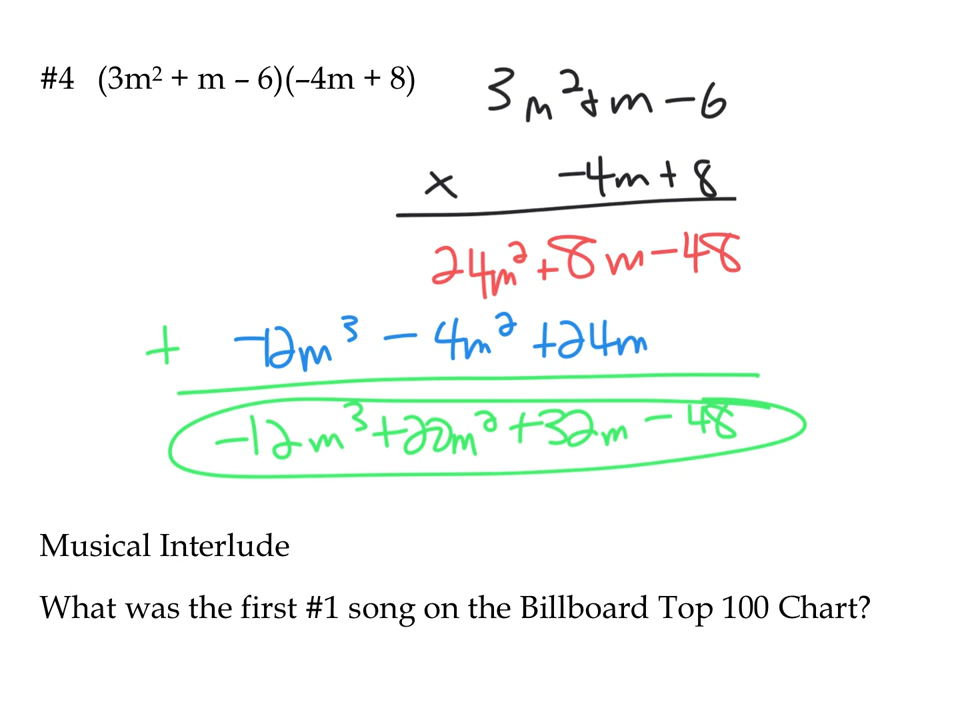 #4 (3m² + m – 6)(–4m + 8)
3m² + m – 6
x –4m + 8
24m² + 8m – 48
+ –12m³ – 4m² + 24m
–12m³ + 20m² + 32m – 48
Musical Interlude
What was the first #1 song on the Billboard Top 100 Chart?